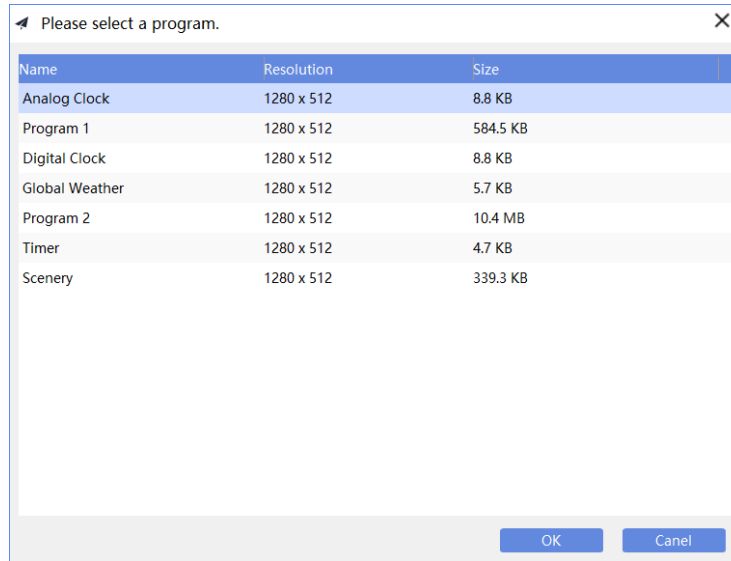 Please select a program.
Name Resolution Size
Analog Clock 1280 x 512 8.8 KB
Program 1 1280 x 512 584.5 KB
Digital Clock 1280 x 512 8.8 KB
Global Weather 1280 x 512 5.7 KB
Program 2 1280 x 512 10.4 MB
Timer 1280 x 512 4.7 KB
Scenery 1280 x 512 339.3 KB
OK Canel